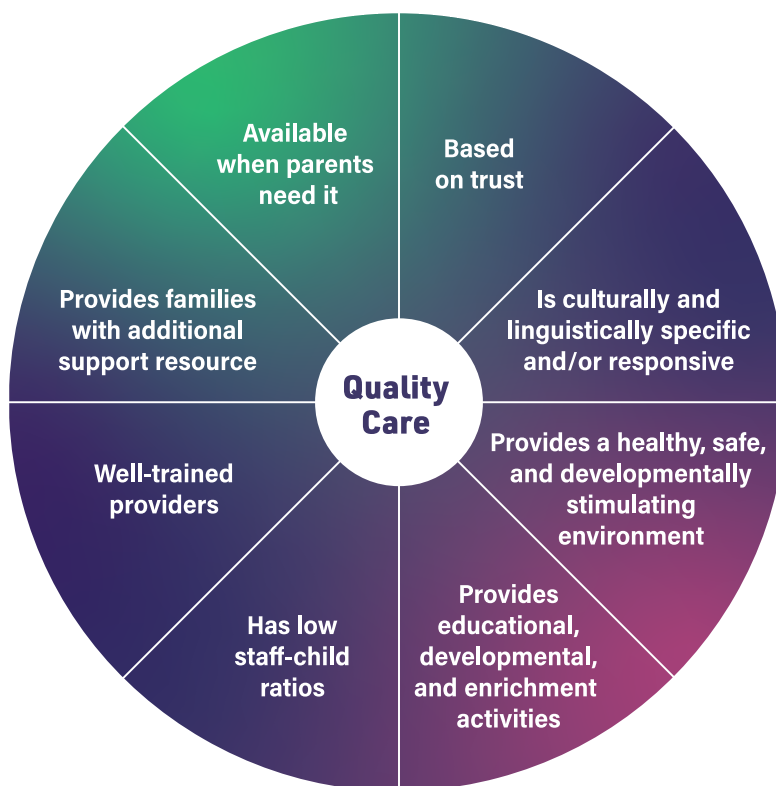 Available
when parents
need it
Based
on trust
Is culturally and
linguistically specific
and/or responsive
Provides a healthy, safe,
and developmentally
stimulating
environment
Provides
educational,
developmental,
and enrichment
activities
Has low
staff-child
ratios
Well-trained
providers
Provides families
with additional
support resource
Quality
Care